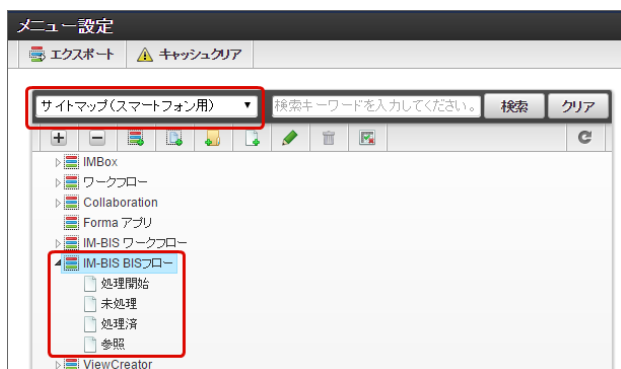 メニュー設定
エクスポート キャッシュクリア
サイトマップ(スマートフォン用) 検索キーワードを入力してください。 検索 クリア
IMBox
ワークフロー
Collaboration
Forma アプリ
IM-BIS ワークフロー
IM-BIS BISフロー
処理開始
未処理
処理済
参照
ViewCreator